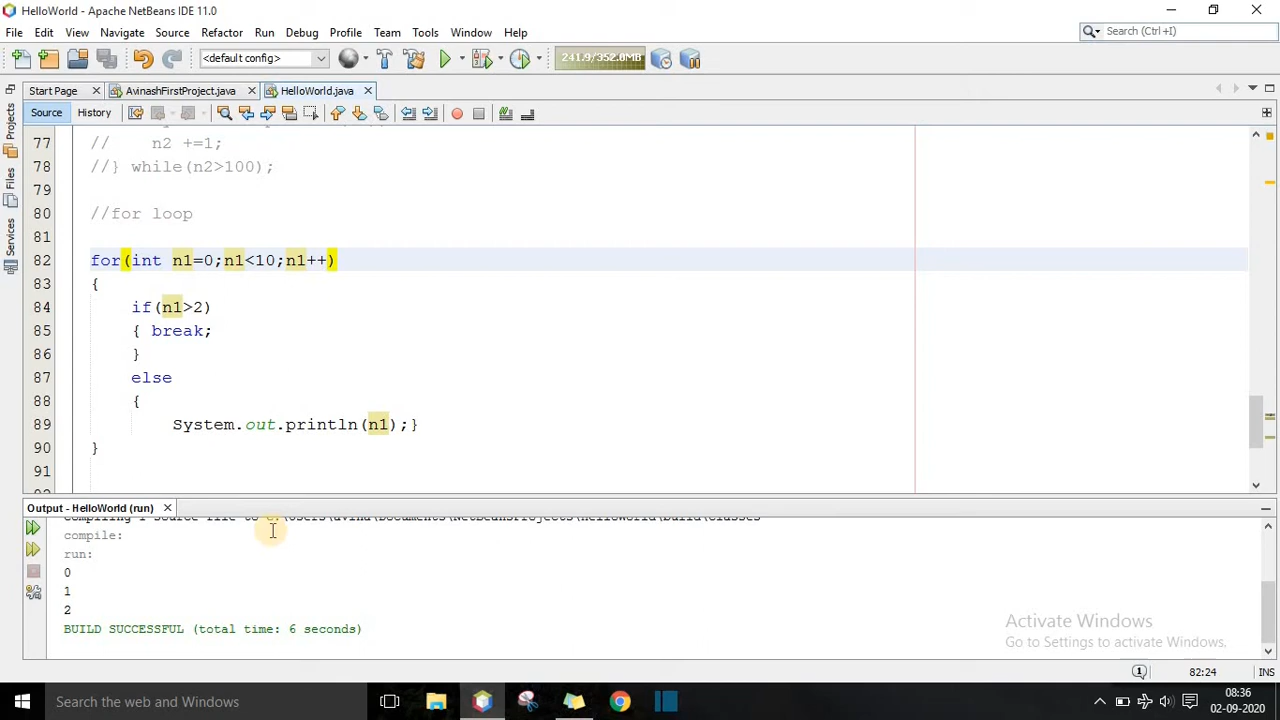 HelloWorld - Apache NetBeans IDE 11.0
File Edit View Navigate Source Refactor Run Debug Profile Team Tools Window Help
Search (Ctrl+I)
<default config>
241.9/352.0MB
Start Page AvinashFirstProject.java HelloWorld.java
Source History
Projects
Files
Services
77 // n2 +=1;
78 //} while(n2>100);
79
80 //for loop
81
82 for(int n1=0;n1<10;n1++)
83 {
84 if(n1>2)
85 { break;
86 }
87 else
88 {
89 System.out.println(n1);}
90 }
91
Output - HelloWorld (run)
Compiling 1 source file to C:\Users\avina\Documents\NetBeansProjects\HelloWorld\build\classes
compile:
run:
0
1
2
BUILD SUCCESSFUL (total time: 6 seconds)
Activate Windows
Go to Settings to activate Windows.
1 82:24 INS
Search the web and Windows
08:36
02-09-2020